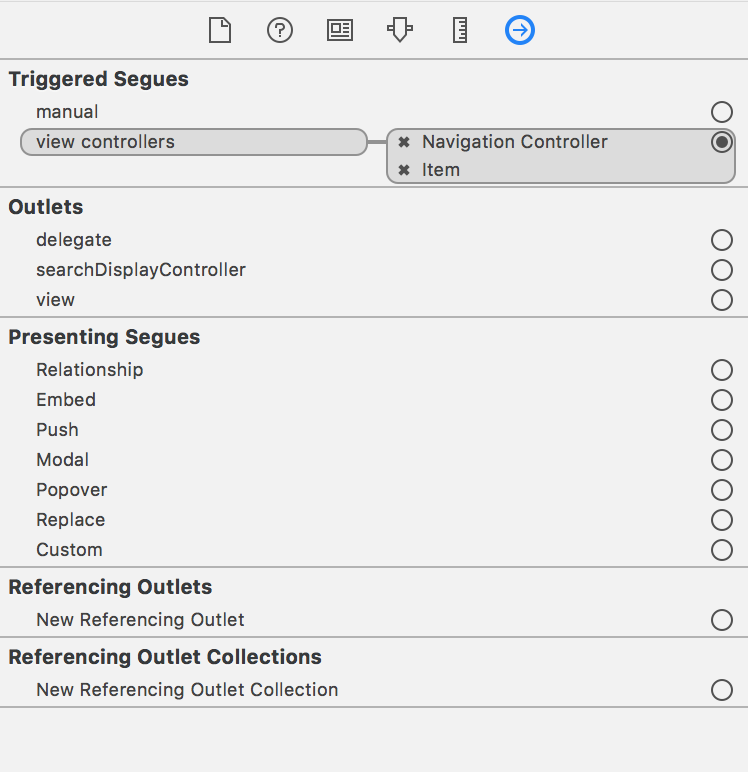 Triggered Segues
manual
view controllers
Navigation Controller
Item
Outlets
delegate
searchDisplayController
view
Presenting Segues
Relationship
Embed
Push
Modal
Popover
Replace
Custom
Referencing Outlets
New Referencing Outlet
Referencing Outlet Collections
New Referencing Outlet Collection